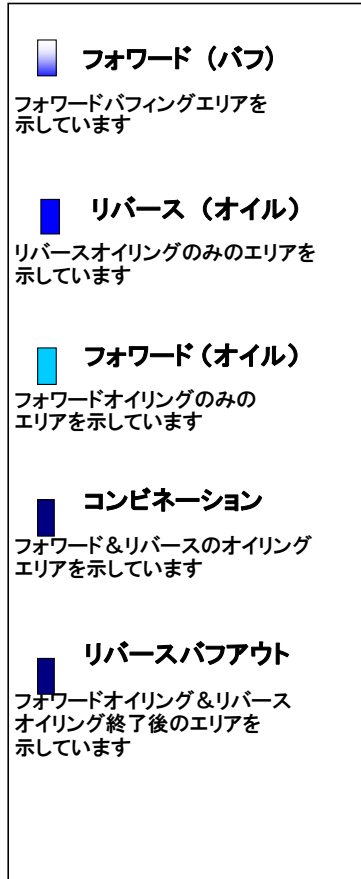 フォワード（バフ）
フォワードバフィングエリアを
示しています
リバース（オイル）
リバースオイリングのみのエリアを
示しています
フォワード（オイル）
フォワードオイリングのみの
エリアを示しています
コンビネーション
フォワード＆リバースのオイリング
エリアを示しています
リバースバフアウト
フォワードオイリング＆リバース
オイリング終了後のエリアを
示しています